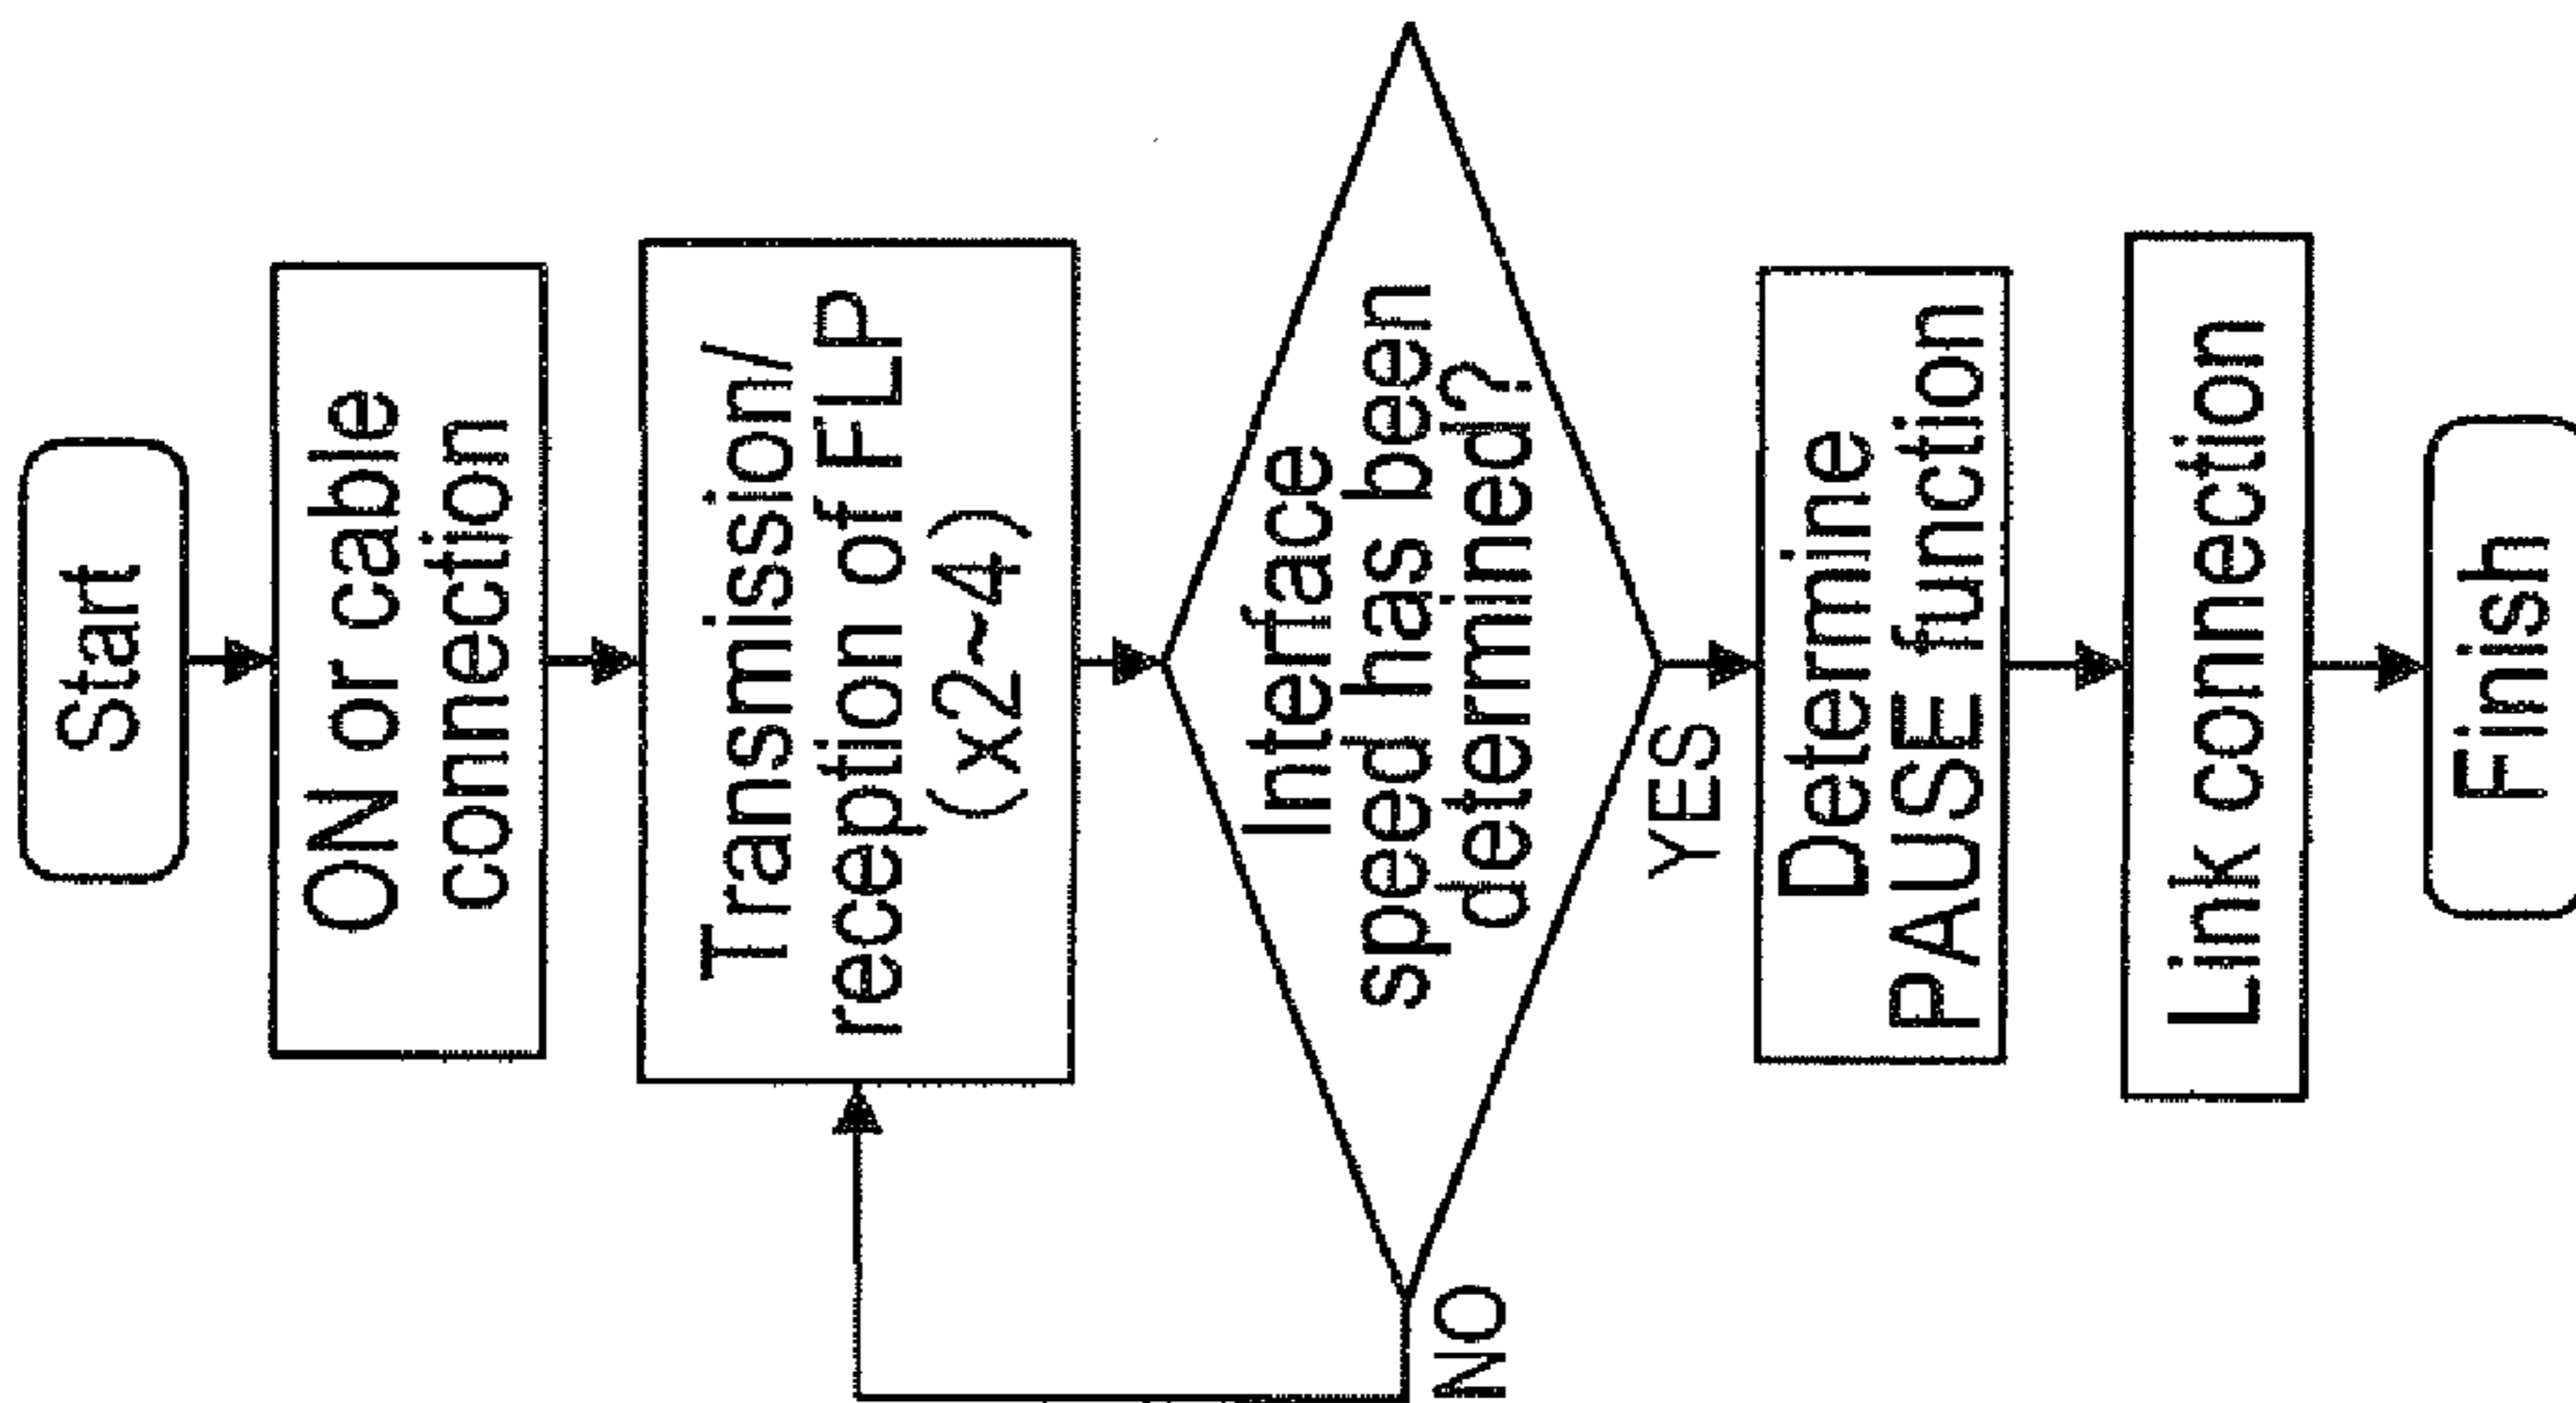 Start
ON or cable
connection
Transmission/
reception of FLP
(x2~4)
Interface
speed has been
determined?
NO
YES
Determine
PAUSE function
Link connection
Finish